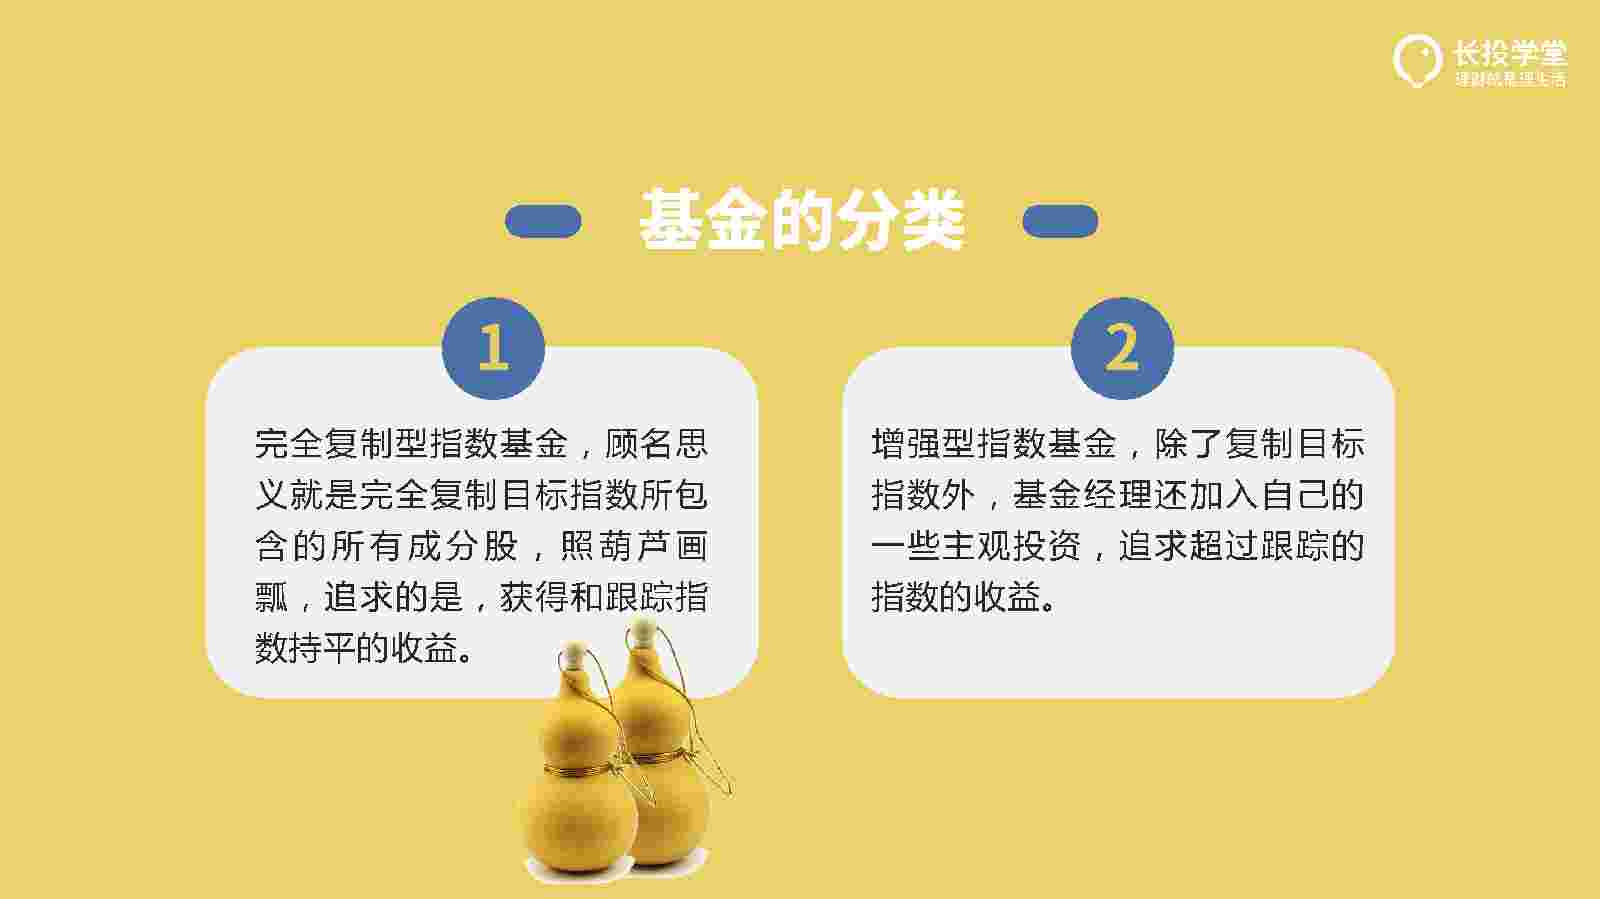 长投学堂
理财就是理生活
基金的分类
1
完全复制型指数基金，顾名思
义就是完全复制目标指数所包
含的所有成分股，照葫芦画
瓢，追求的是，获得和跟踪指
数持平的收益。
2
增强型指数基金，除了复制目标
指数外，基金经理还加入自己的
一些主观投资，追求超过跟踪的
指数的收益。